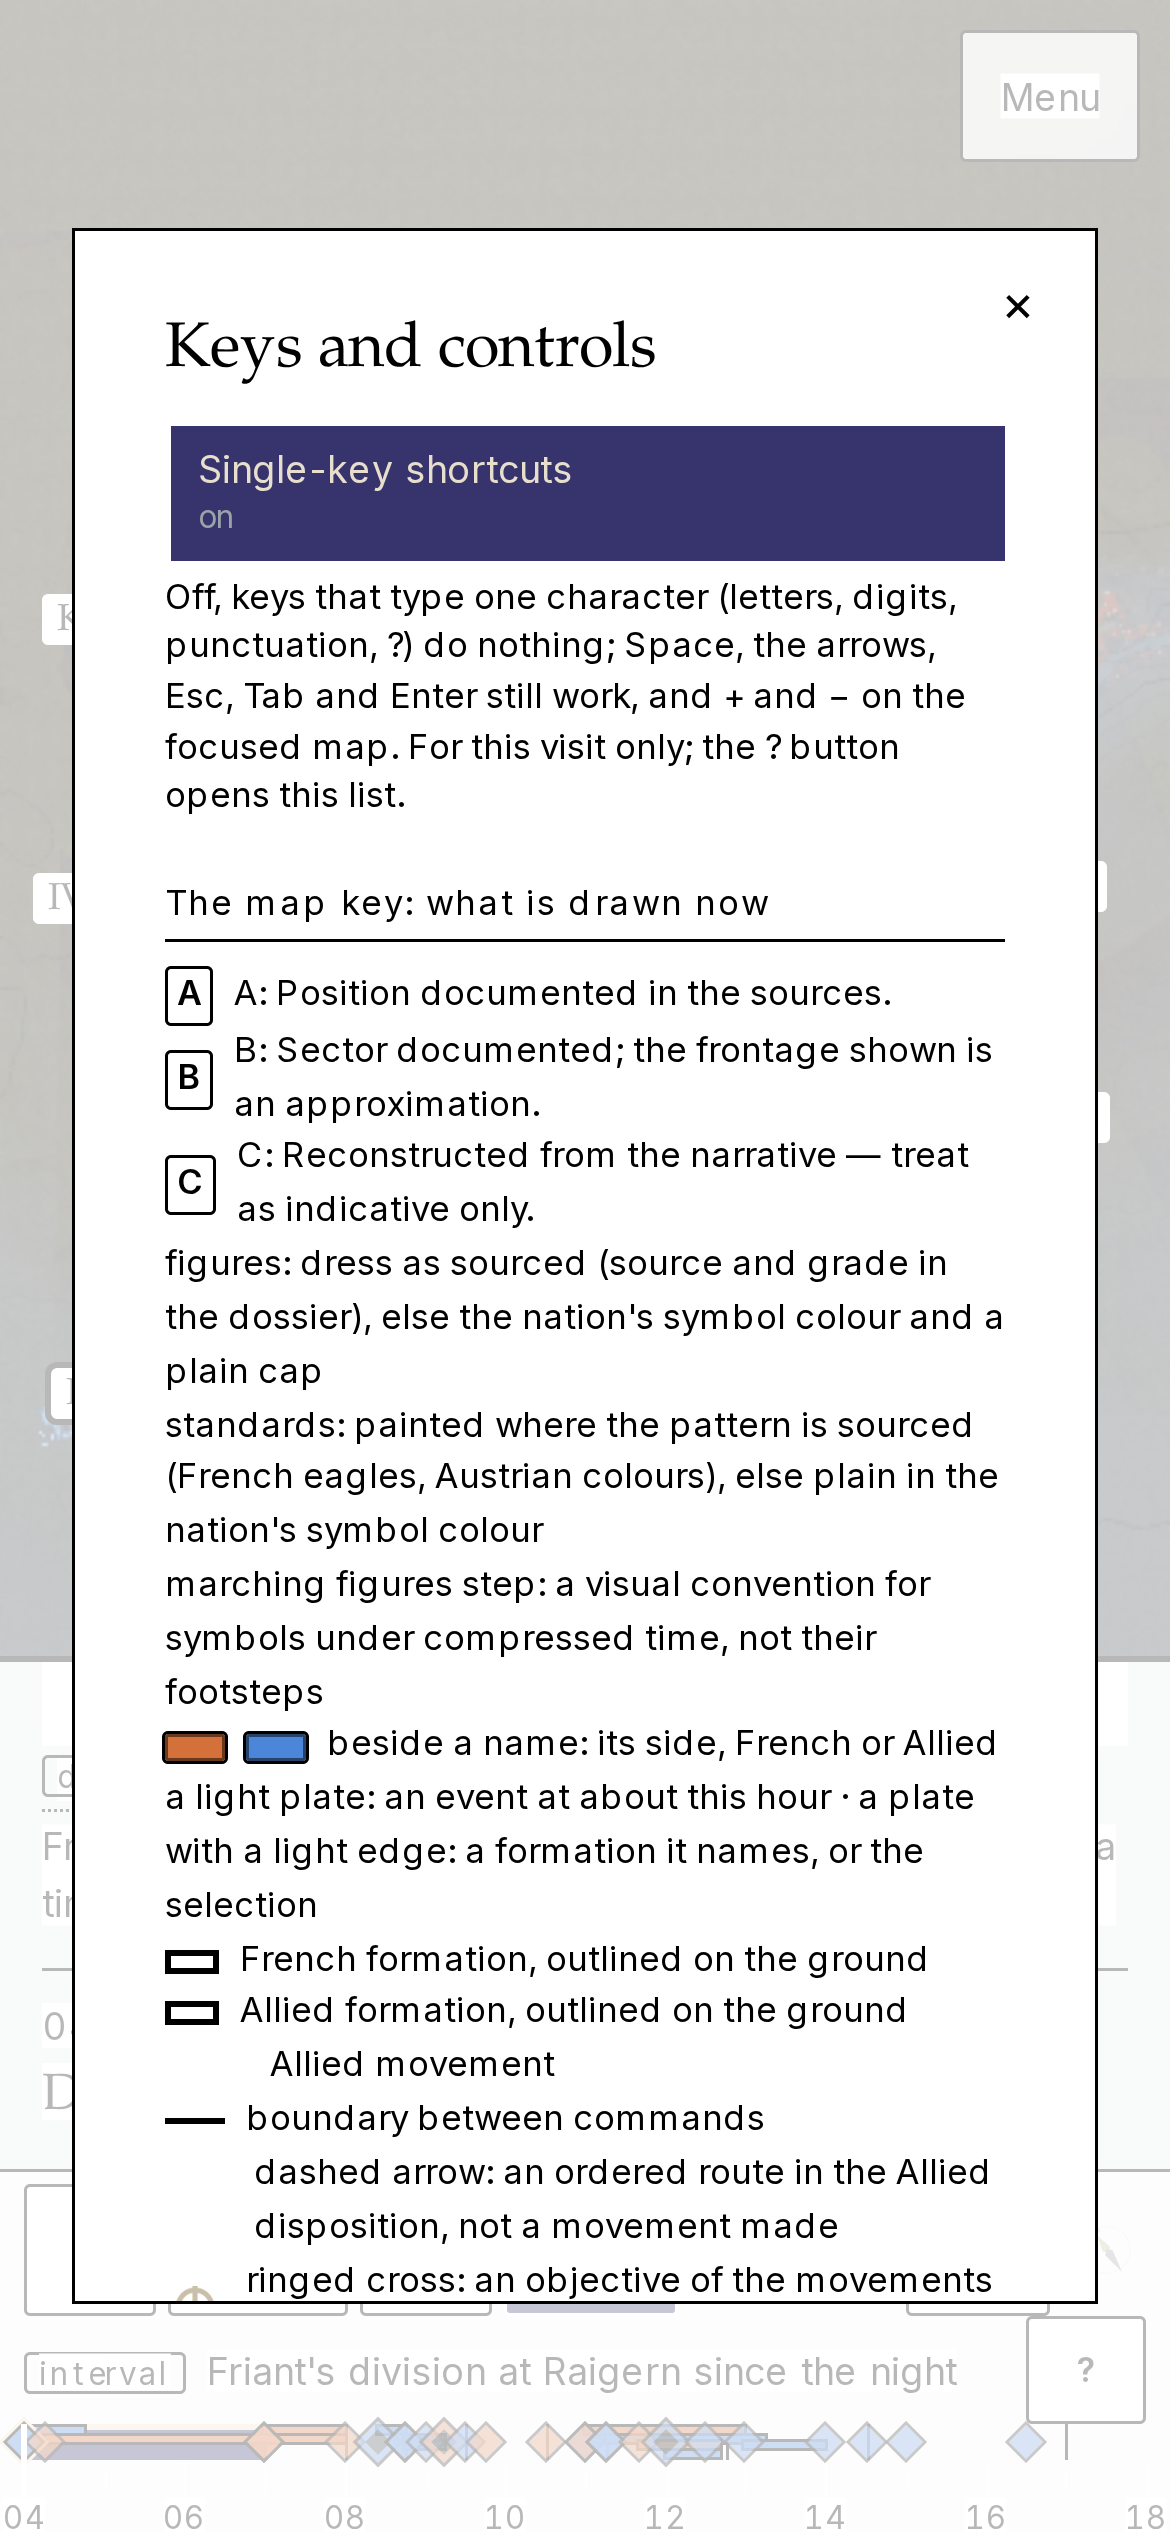 Menu
×
Keys and controls
Single-key shortcuts
on
Off, keys that type one character (letters, digits,
punctuation, ?) do nothing; Space, the arrows,
Esc, Tab and Enter still work, and + and − on the
focused map. For this visit only; the ? button
opens this list.
The map key: what is drawn now
A A: Position documented in the sources.
B B: Sector documented; the frontage shown is
an approximation.
C C: Reconstructed from the narrative — treat
as indicative only.
figures: dress as sourced (source and grade in
the dossier), else the nation's symbol colour and a
plain cap
standards: painted where the pattern is sourced
(French eagles, Austrian colours), else plain in the
nation's symbol colour
marching figures step: a visual convention for
symbols under compressed time, not their
footsteps
beside a name: its side, French or Allied
a light plate: an event at about this hour · a plate
with a light edge: a formation it names, or the
selection
French formation, outlined on the ground
Allied formation, outlined on the ground
Allied movement
boundary between commands
dashed arrow: an ordered route in the Allied
disposition, not a movement made
ringed cross: an objective of the movements
interval Friant's division at Raigern since the night
?
04 06 08 10 12 14 16 18